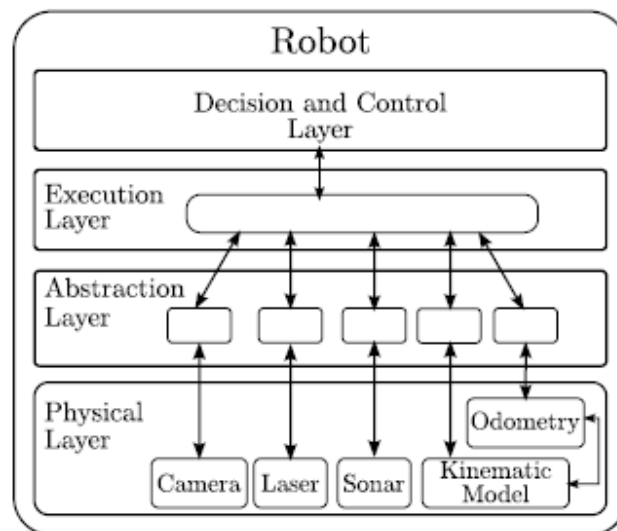 Robot
Decision and Control
Layer
Execution
Layer
Abstraction
Layer
Physical
Layer
Odometry
Camera
Laser
Sonar
Kinematic
Model